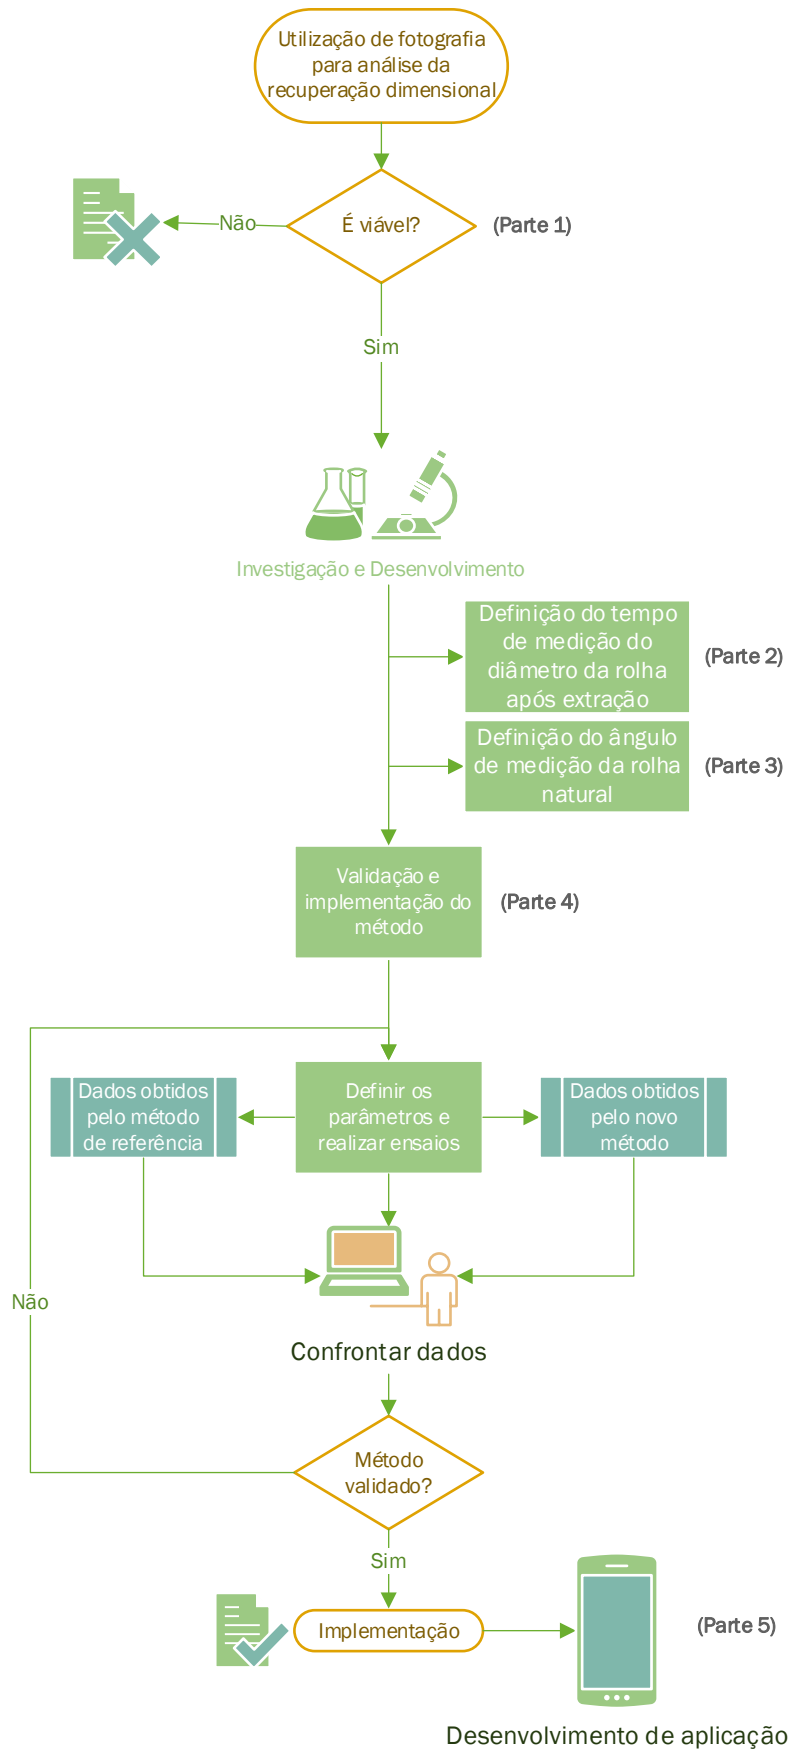 Utilização de fotografia
para análise da
recuperação dimensional
Não
É viável?
(Parte 1)
Sim
Investigação e Desenvolvimento
Definição do tempo
de medição do
diâmetro da rolha
após extração
(Parte 2)
Definição do ângulo
de medição da rolha
natural
(Parte 3)
Validação e
implementação do
método
(Parte 4)
Dados obtidos
pelo método
de referência
Definir os
parâmetros e
realizar ensaios
Dados obtidos
pelo novo
método
Não
Confrontar dados
Método
validado?
Sim
Implementação
(Parte 5)
Desenvolvimento de aplicação